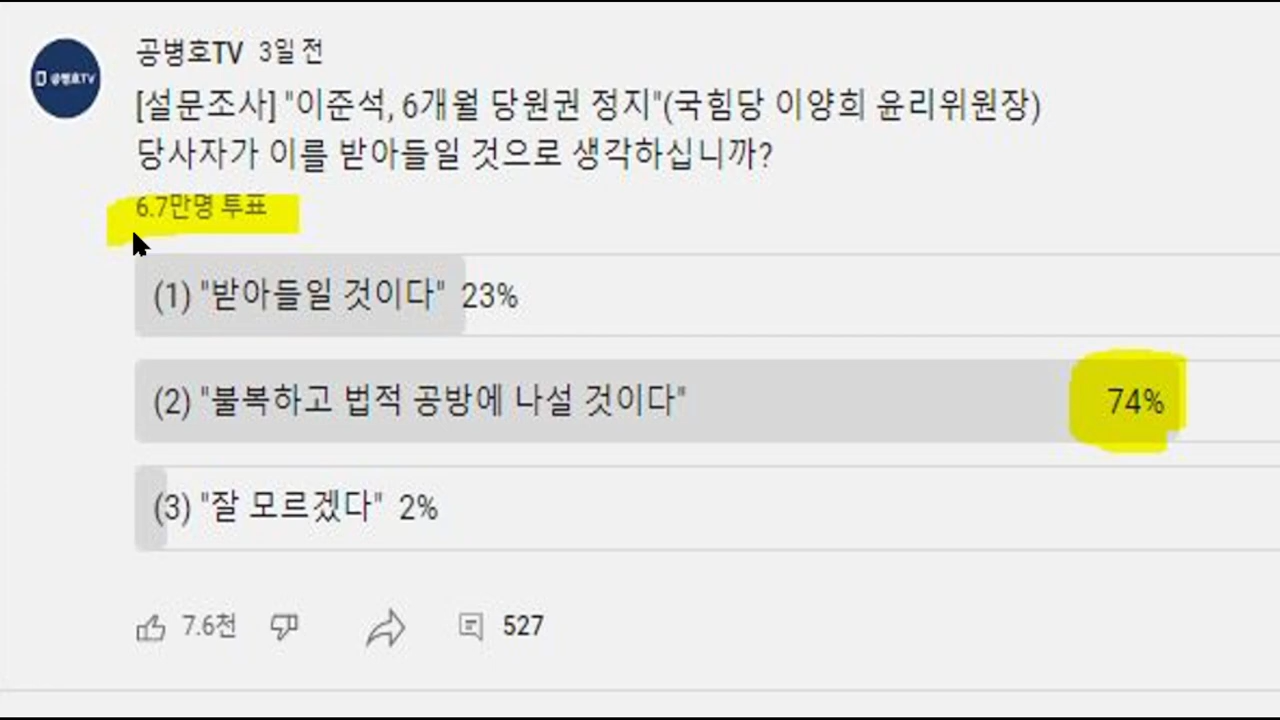 공병호TV 3일 전
공병호TV
[설문조사] "이준석, 6개월 당원권 정지"(국힘당 이양희 윤리위원장)
당사자가 이를 받아들일 것으로 생각하십니까?
6.7만명 투표
(1) "받아들일 것이다" 23%
(2) "불복하고 법적 공방에 나설 것이다" 74%
(3) "잘 모르겠다" 2%
7.6천 527